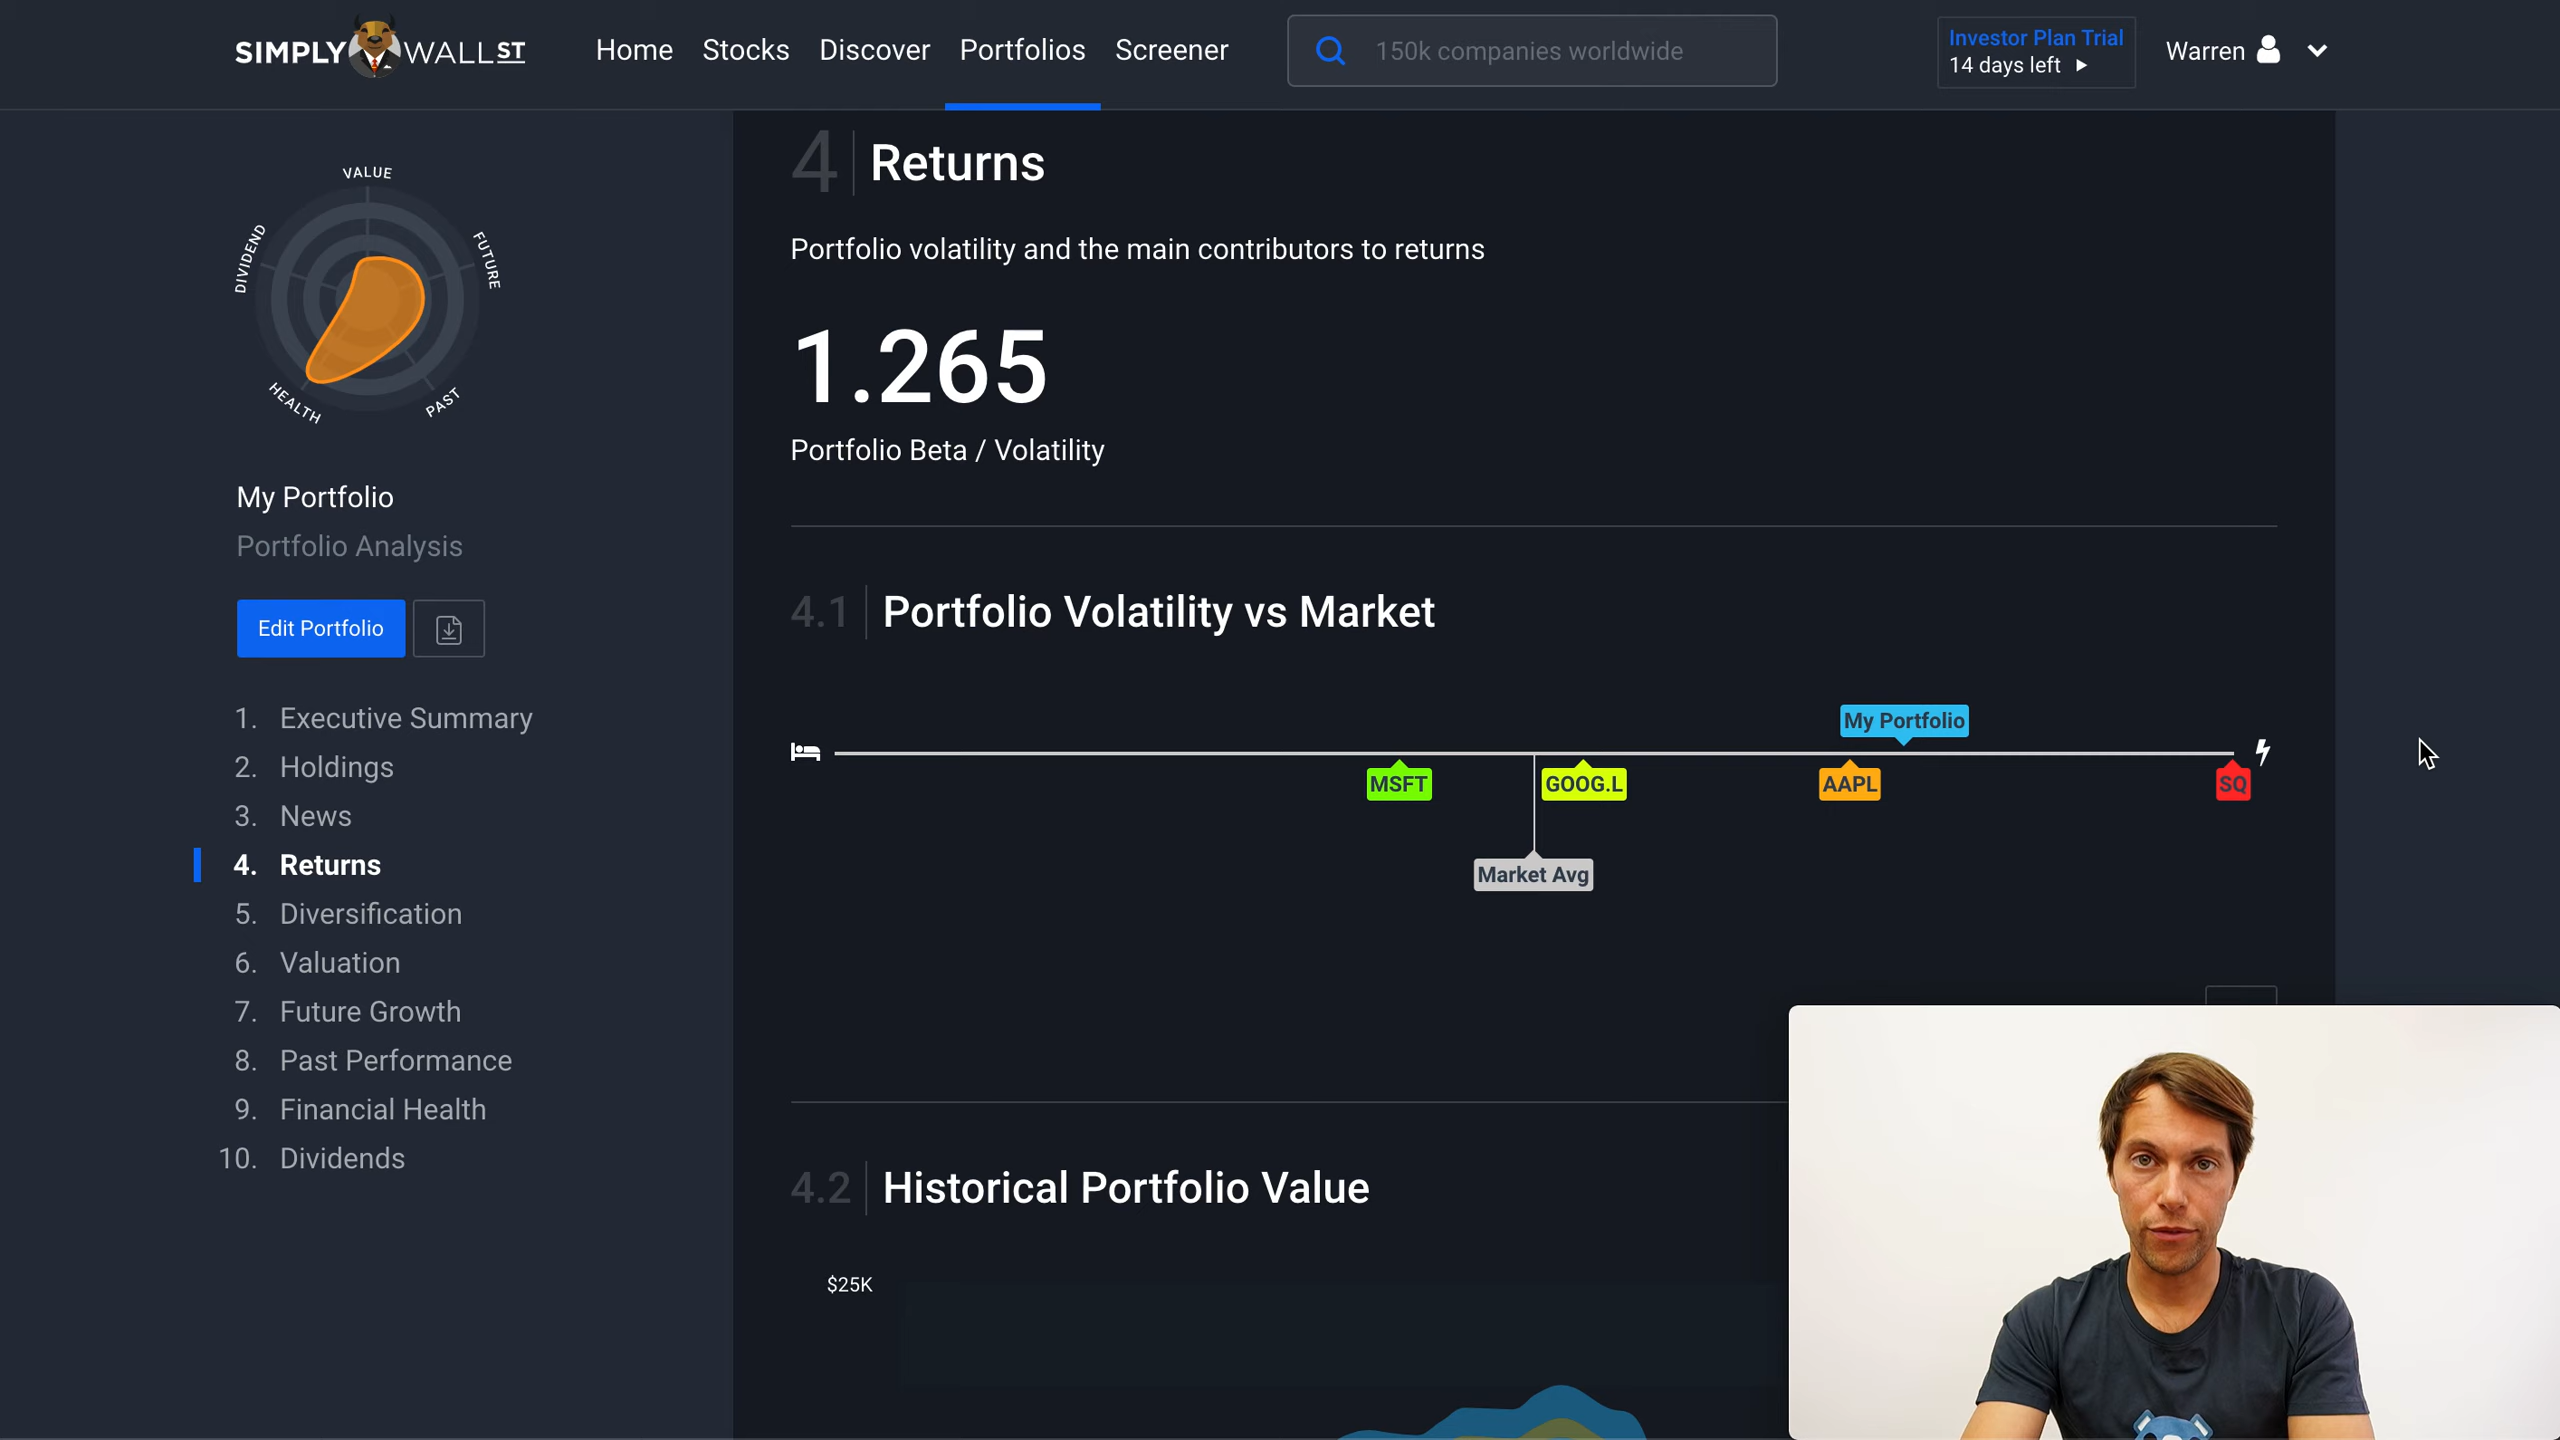 SIMPLY WALLST
Home
Stocks
Discover
Portfolios
Screener
150k companies worldwide
Investor Plan Trial
14 days left
Warren
VALUE
FUTURE
PAST
HEALTH
DIVIDEND
My Portfolio
Portfolio Analysis
Edit Portfolio
1. Executive Summary
2. Holdings
3. News
4. Returns
5. Diversification
6. Valuation
7. Future Growth
8. Past Performance
9. Financial Health
10. Dividends
4 Returns
Portfolio volatility and the main contributors to returns
1.265
Portfolio Beta / Volatility
4.1 Portfolio Volatility vs Market
My Portfolio
MSFT
GOOG.L
AAPL
SQ
Market Avg
4.2 Historical Portfolio Value
$25K